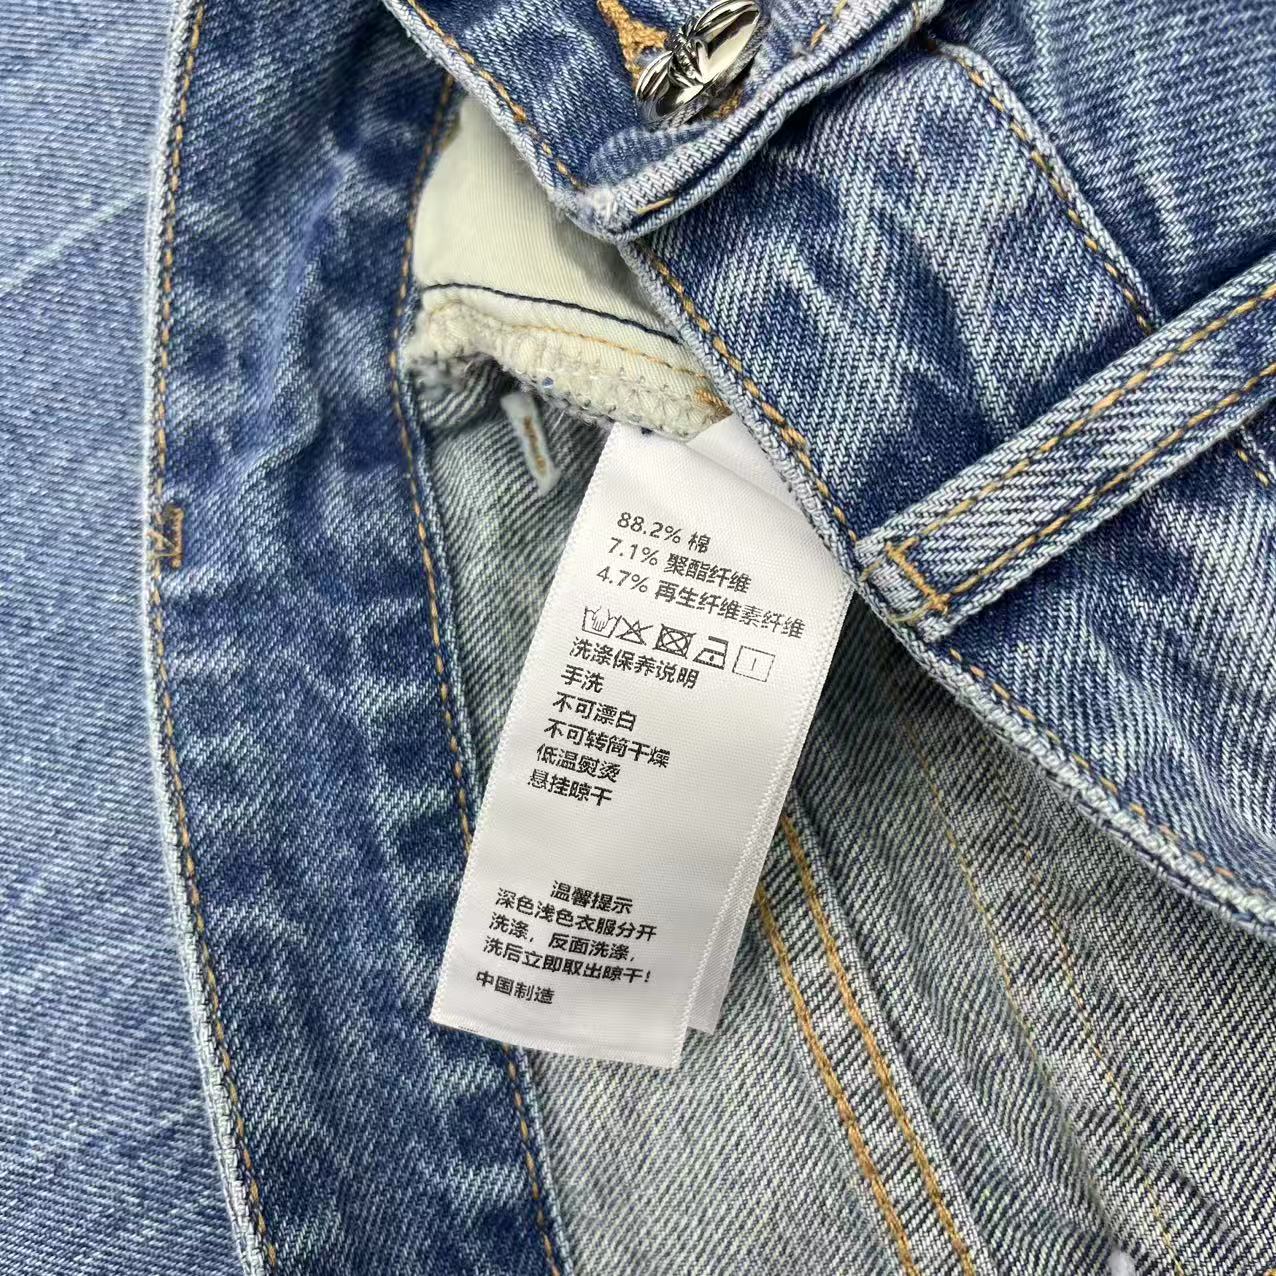 88.2% 棉
7.1% 聚酯纤维
4.7% 再生纤维素纤维
洗涤保养说明
手洗
不可漂白
不可转筒干燥
低温熨烫
悬挂晾干
温馨提示
深色浅色衣服分开
洗涤，反面洗涤，
洗后立即取出晾干！
中国制造